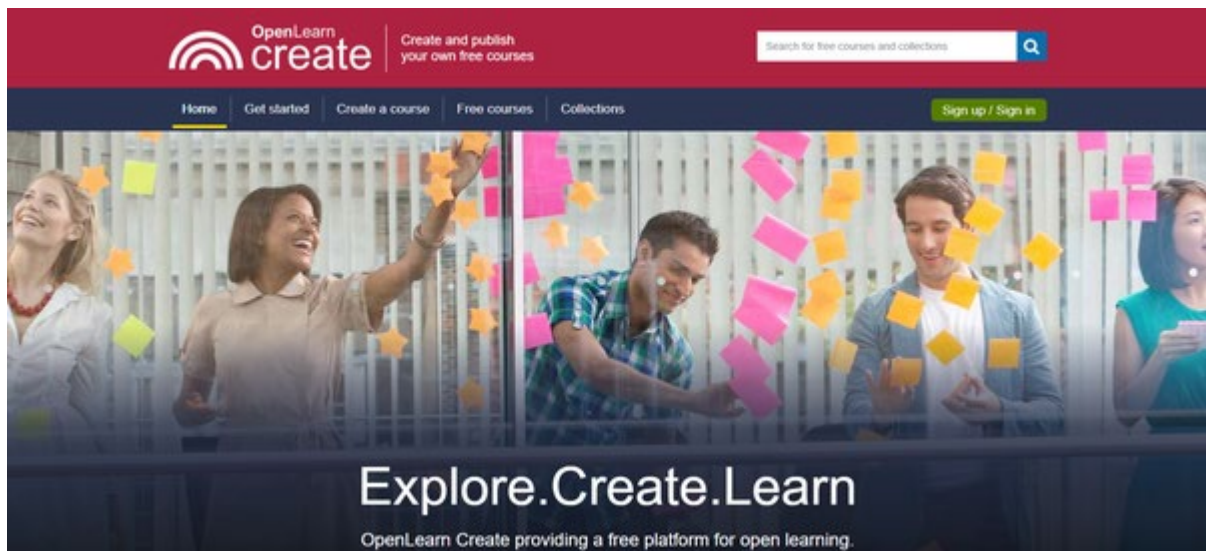 OpenLearn
create
Create and publish
your own free courses
Search for free courses and collections
Home
Get started
Create a course
Free courses
Collections
Sign up / Sign in
Explore.Create.Learn
OpenLearn Create providing a free platform for open learning.